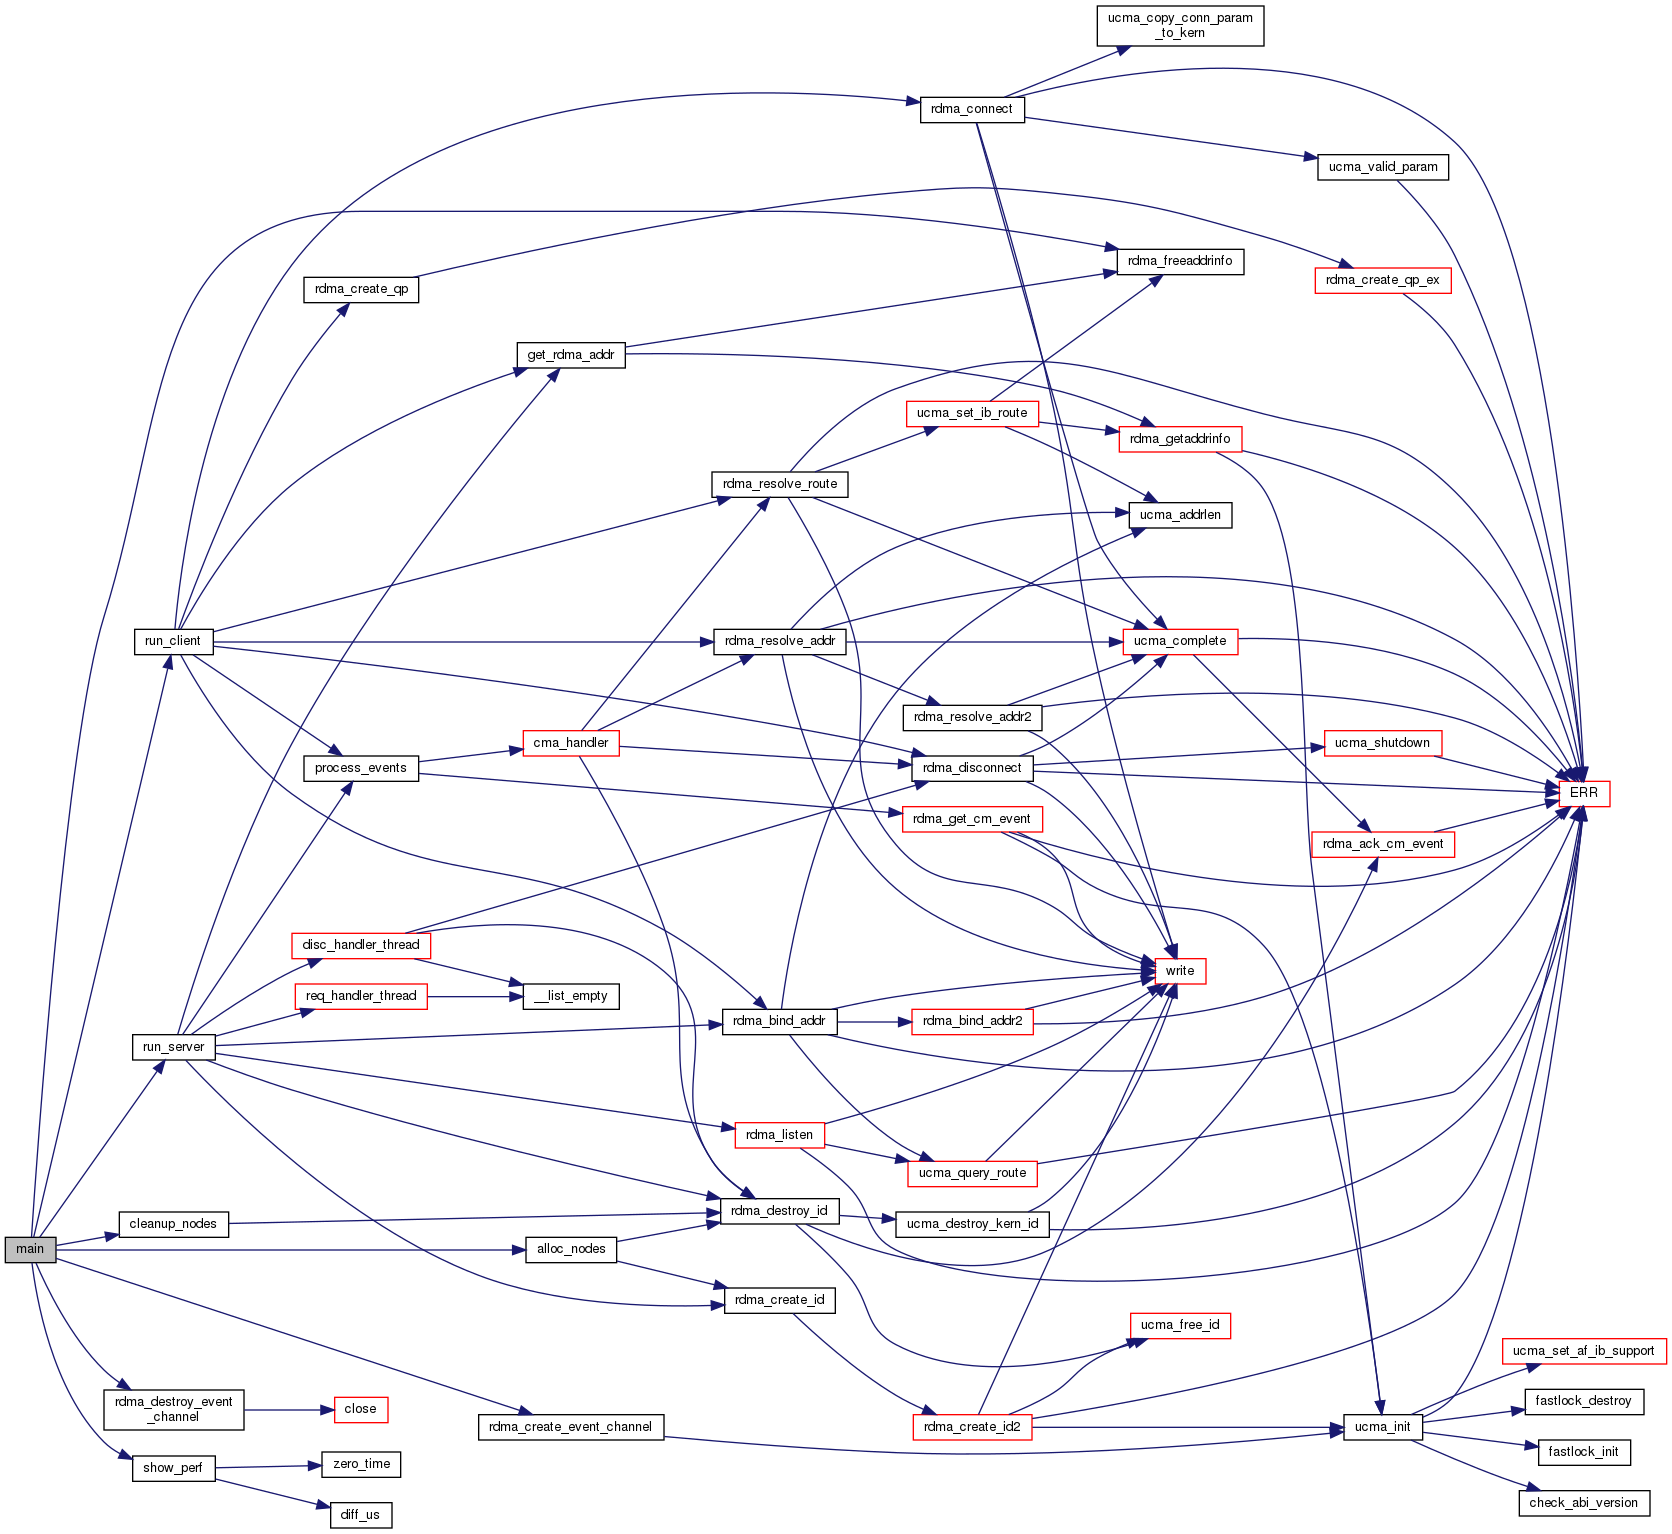 ucma_copy_conn_param
_to_kern
rdma_connect
ucma_valid_param
rdma_freeaddrinfo
rdma_create_qp
rdma_create_qp_ex
get_rdma_addr
ucma_set_ib_route
rdma_getaddrinfo
rdma_resolve_route
ucma_addrlen
run_client
rdma_resolve_addr
ucma_complete
rdma_resolve_addr2
cma_handler
ucma_shutdown
process_events
rdma_disconnect
ERR
rdma_get_cm_event
rdma_ack_cm_event
disc_handler_thread
write
req_handler_thread
__list_empty
rdma_bind_addr
rdma_bind_addr2
run_server
rdma_listen
ucma_query_route
rdma_destroy_id
cleanup_nodes
ucma_destroy_kern_id
main
alloc_nodes
rdma_create_id
ucma_free_id
ucma_set_af_ib_support
rdma_destroy_event
_channel
close
fastlock_destroy
rdma_create_event_channel
rdma_create_id2
ucma_init
fastlock_init
show_perf
zero_time
check_abi_version
diff_us